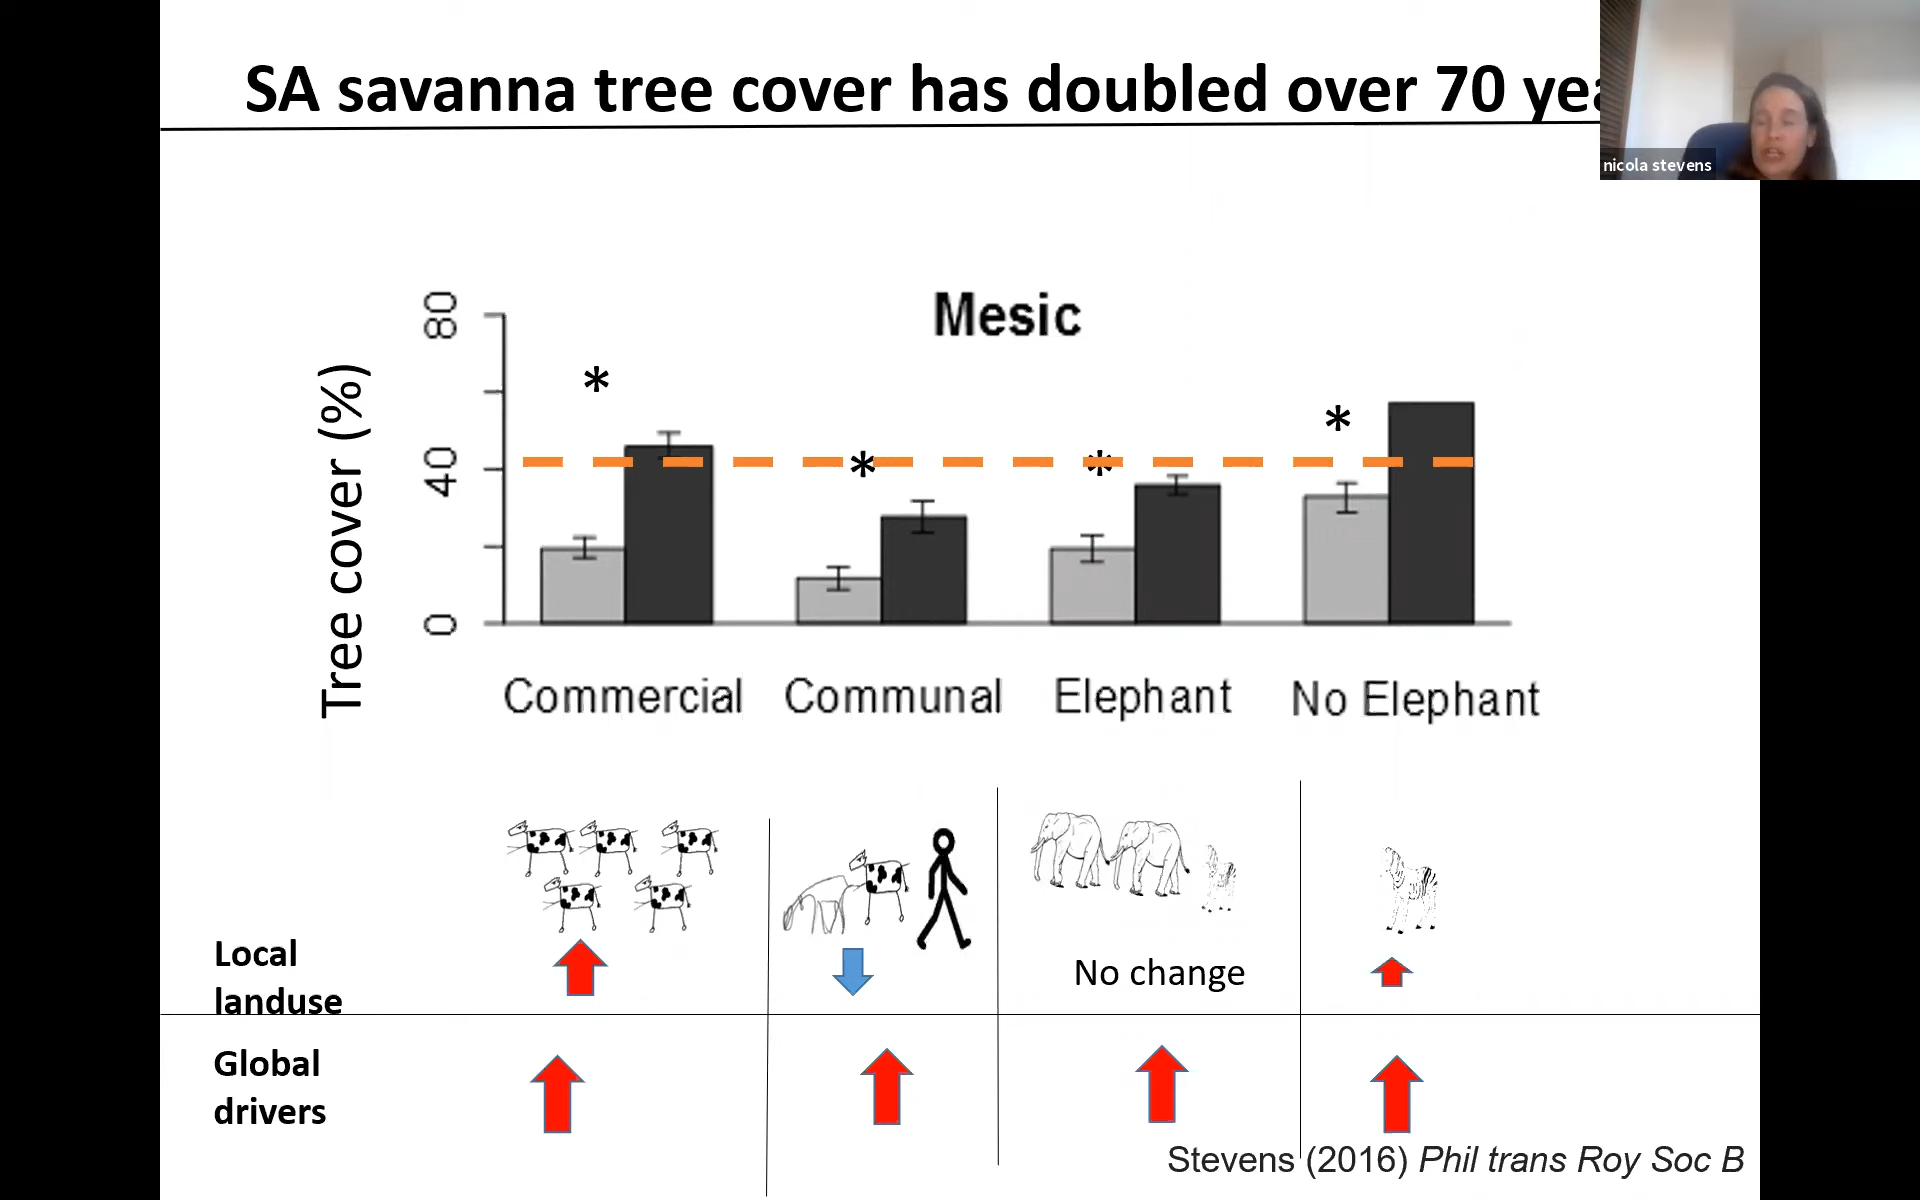 SA savanna tree cover has doubled over 70
nicola stevens
Mesic
Tree cover (%)
80
40
0
*
*
*
*
Commercial Communal Elephant No Elephant
Local
landuse
No change
Global
drivers
Stevens (2016) Phil trans Roy Soc B